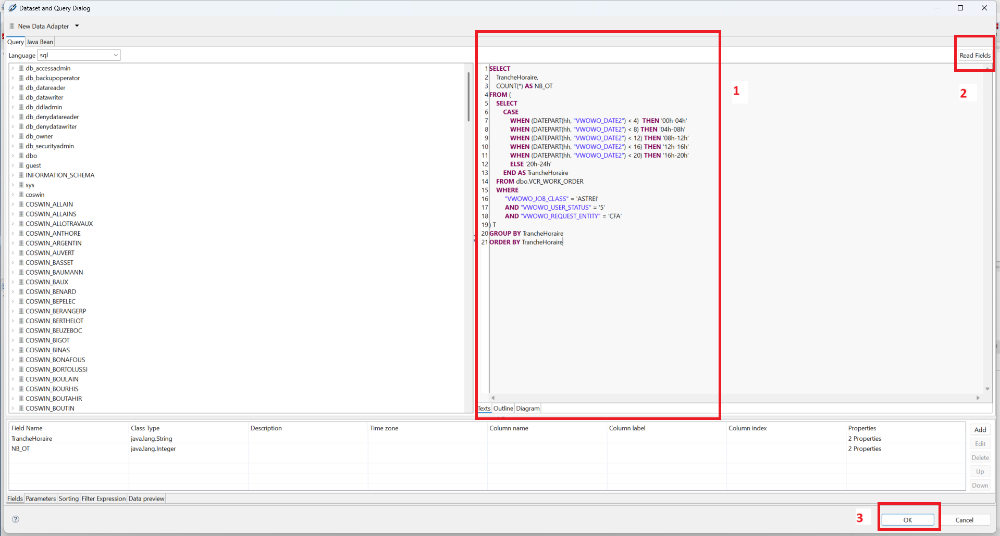 Dataset and Query Dialog
New Data Adapter
Query Java Bean
Language sql
Read Fields
db_accessadmin
db_backupoperator
db_datareader
db_datawriter
db_ddladmin
db_denydatareader
db_denydatawriter
db_owner
db_securityadmin
dbo
guest
INFORMATION_SCHEMA
sys
coswin
COSWIN_ALLAIN
COSWIN_ALLAINS
COSWIN_ALLOTRAVAUX
COSWIN_ANTHORE
COSWIN_ARGENTIN
COSWIN_AUVERT
COSWIN_BASSET
COSWIN_BAUMANN
COSWIN_BAUX
COSWIN_BENARD
COSWIN_BEPELEC
COSWIN_BERANGERP
COSWIN_BERTHELOT
COSWIN_BEUZEBOC
COSWIN_BIGOT
COSWIN_BINAS
COSWIN_BONAFOUS
COSWIN_BORTOLUSSI
COSWIN_BOULAIN
COSWIN_BOURHIS
COSWIN_BOUTAHIR
COSWIN_BOUTIN
1 SELECT
2 TrancheHoraire,
3 COUNT(*) AS NB_OT
4 FROM (
5 SELECT
6 CASE
7 WHEN (DATEPART(hh, "VWOWO_DATE2") < 4)  THEN '00h-04h'
8 WHEN (DATEPART(hh, "VWOWO_DATE2") < 8) THEN '04h-08h'
9 WHEN (DATEPART(hh, "VWOWO_DATE2") < 12) THEN '08h-12h'
10 WHEN (DATEPART(hh, "VWOWO_DATE2") < 16) THEN '12h-16h'
11 WHEN (DATEPART(hh, "VWOWO_DATE2") < 20) THEN '16h-20h'
12 ELSE '20h-24h'
13 END AS TrancheHoraire
14 FROM dbo.VCR_WORK_ORDER
15 WHERE
16 "VWOWO_JOB_CLASS" = 'ASTREI'
17 AND "VWOWO_USER_STATUS" = '5'
18 AND "VWOWO_REQUEST_ENTITY" = 'CFA'
19 ) T
20 GROUP BY TrancheHoraire
21 ORDER BY TrancheHoraire
1
2
Texts Outline Diagram
Field Name Class Type Description Time zone Column name Column label Column index Properties
TrancheHoraire java.lang.String 2 Properties
NB_OT java.lang.Integer 2 Properties
Add
Edit
Delete
Up
Down
Fields Parameters Sorting Filter Expression Data preview
3
OK Cancel